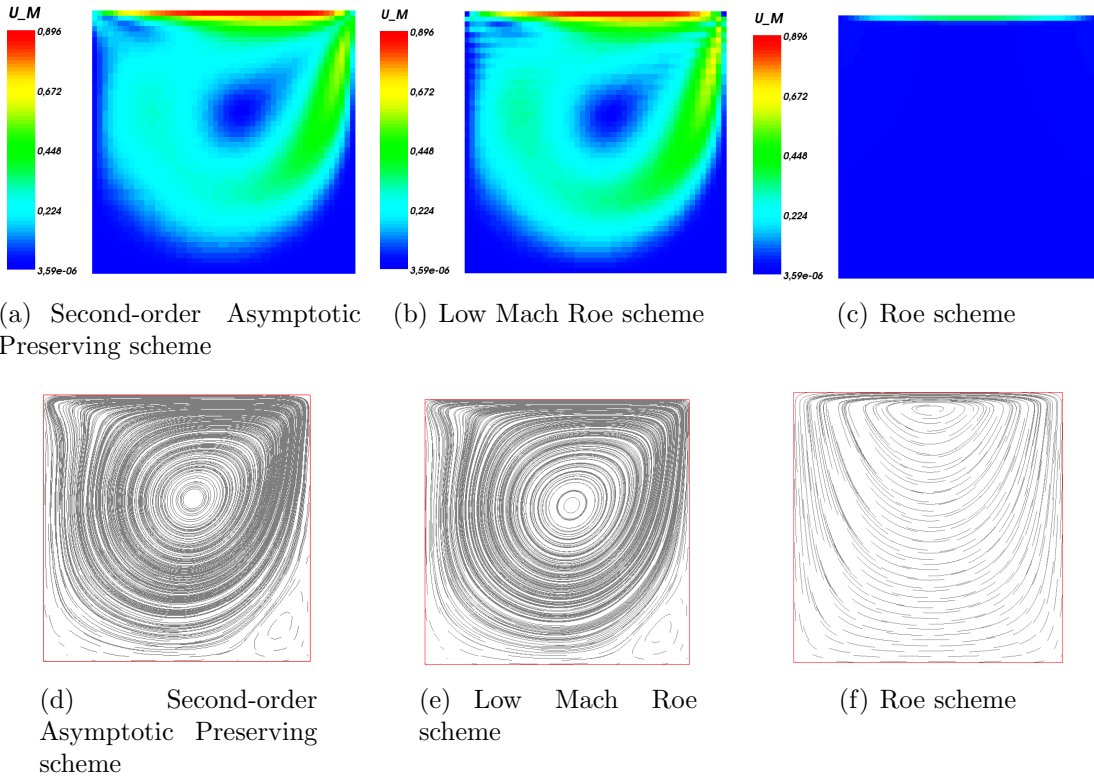 U_M
0,896
0,672
0,448
0,224
3,59e-06
U_M
0,896
0,672
0,448
0,224
3,59e-06
U_M
0,896
0,672
0,448
0,224
3,59e-06
(a) Second-order Asymptotic
Preserving scheme
(b) Low Mach Roe scheme
(c) Roe scheme
(d) Second-order
Asymptotic Preserving
scheme
(e) Low Mach Roe
scheme
(f) Roe scheme